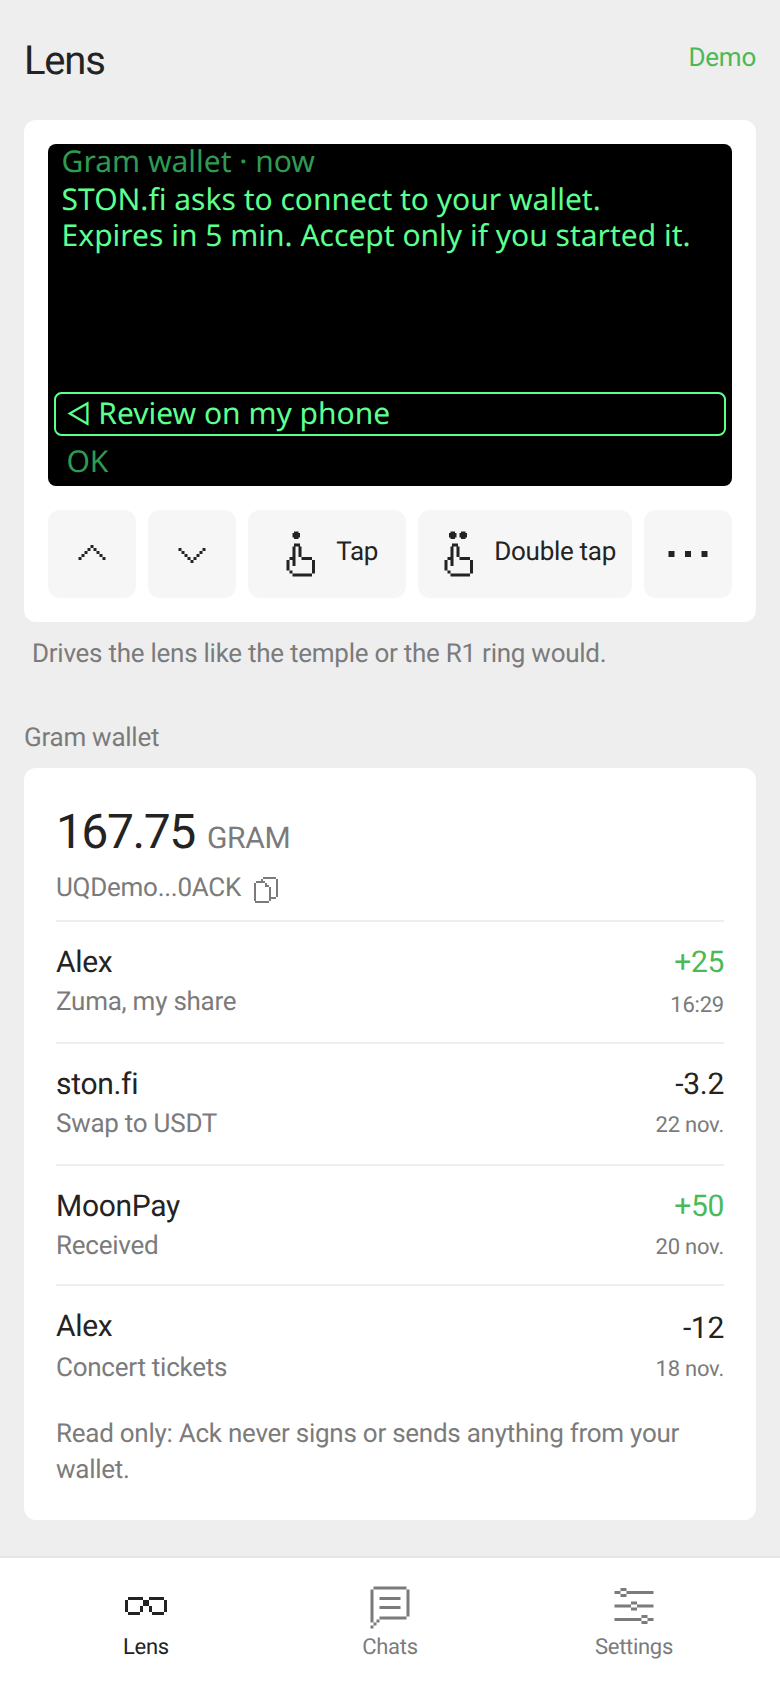 Lens
Demo
Gram wallet · now
STON.fi asks to connect to your wallet.
Expires in 5 min. Accept only if you started it.
Review on my phone
OK
Tap
Double tap
Drives the lens like the temple or the R1 ring would.
Gram wallet
167.75 GRAM
UQDemo...0ACK
Alex
+25
Zuma, my share
16:29
ston.fi
-3.2
Swap to USDT
22 nov.
MoonPay
+50
Received
20 nov.
Alex
-12
Concert tickets
18 nov.
Read only: Ack never signs or sends anything from your
wallet.
Lens
Chats
Settings